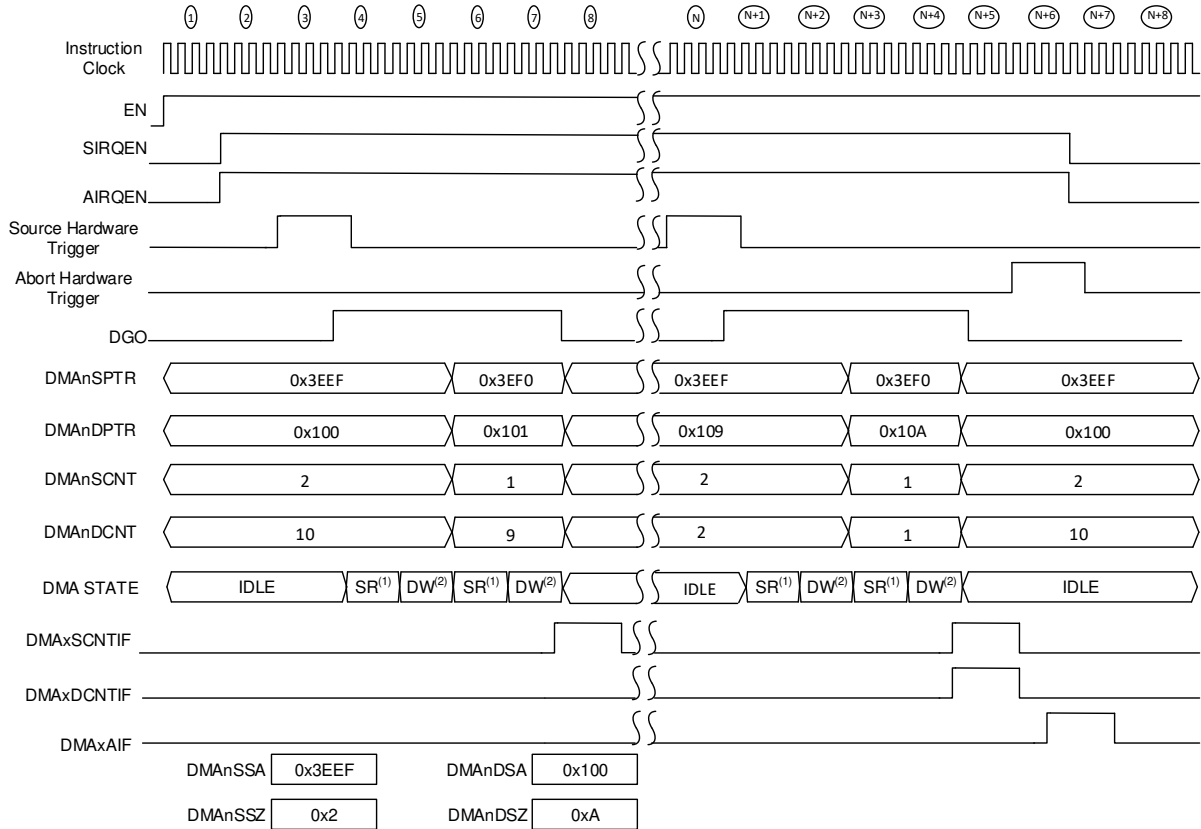 1 2 3 4 5 6 7 8 N N+1 N+2 N+3 N+4 N+5 N+6 N+7 N+8
Instruction
Clock
EN
SIRQEN
AIRQEN
Source Hardware
Trigger
Abort Hardware
Trigger
DGO
DMAnSPTR 0x3EEF 0x3EF0 0x3EEF 0x3EF0 0x3EEF
DMAnDPTR 0x100 0x101 0x109 0x10A 0x100
DMAnSCNT 2 1 2 1 2
DMAnDCNT 10 9 2 1 10
DMA STATE IDLE SR(1) DW(2) SR(1) DW(2) IDLE SR(1) DW(2) SR(1) DW(2) IDLE
DMAxSCNTIF
DMAxDCNTIF
DMAxAIF
DMAnSSA 0x3EEF DMAnDSA 0x100
DMAnSSZ 0x2 DMAnDSZ 0xA